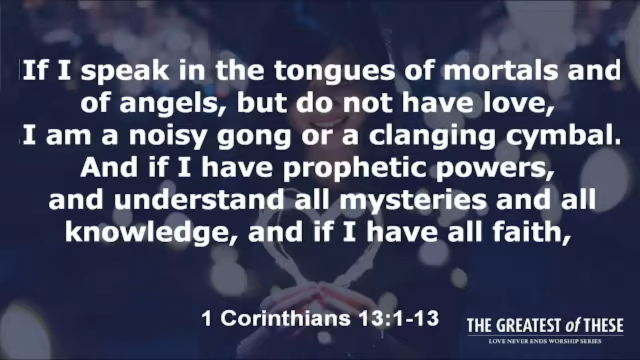 If I speak in the tongues of mortals and
of angels, but do not have love,
I am a noisy gong or a clanging cymbal.
And if I have prophetic powers,
and understand all mysteries and all
knowledge, and if I have all faith,
1 Corinthians 13:1-13
THE GREATEST of THESE
LOVE NEVER ENDS WORSHIP SERIES